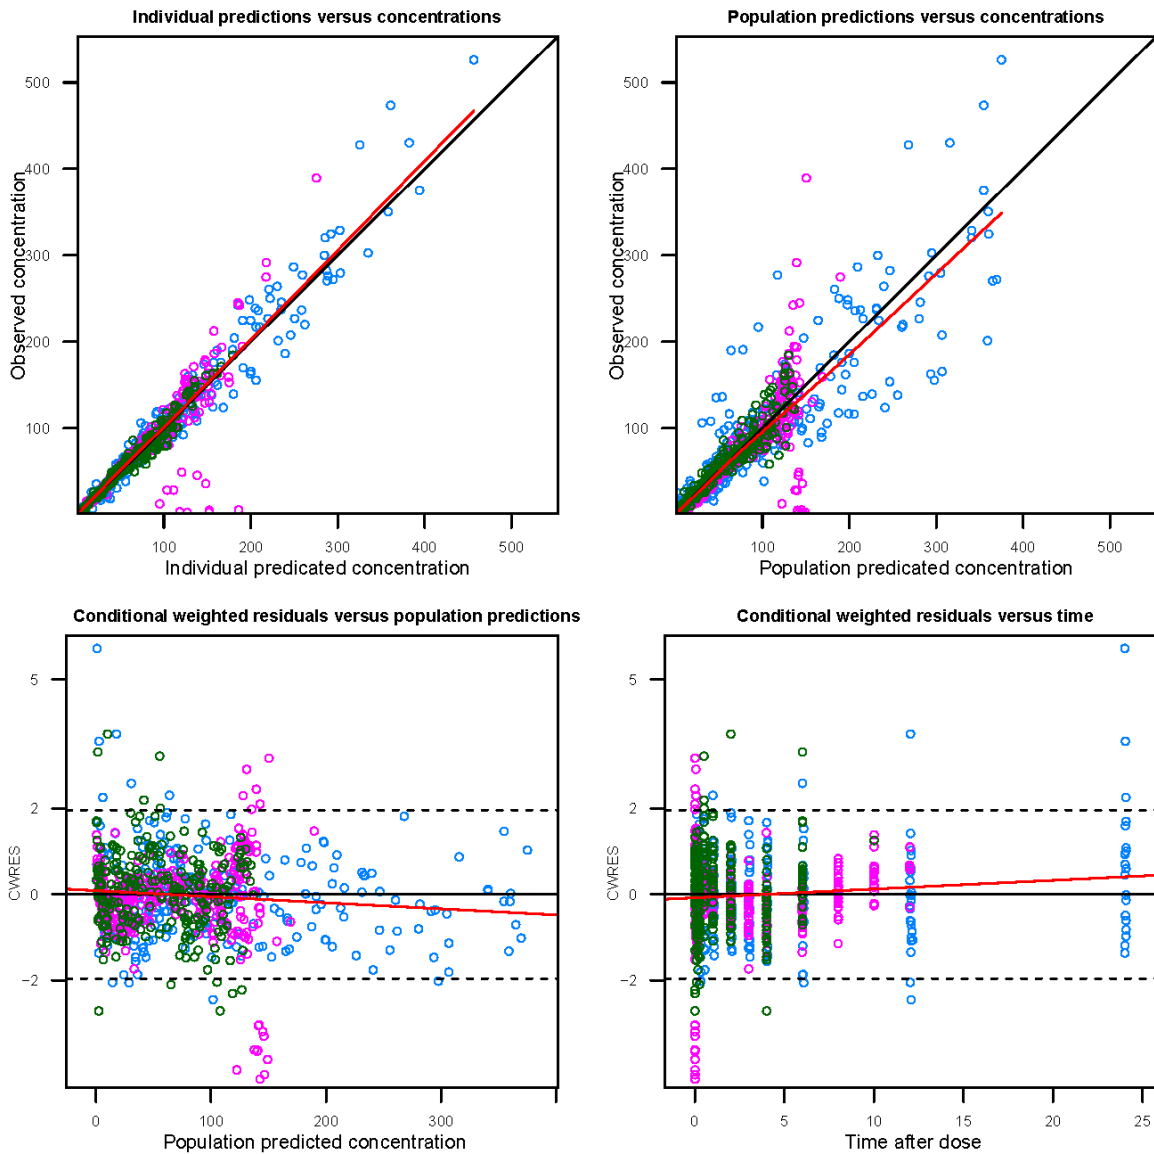 Individual predictions versus concentrations
500
400
300
200
100
Observed concentration
100 200 300 400 500
Individual predicated concentration
Population predictions versus concentrations
500
400
300
200
100
Observed concentration
100 200 300 400 500
Population predicated concentration
Conditional weighted residuals versus population predictions
5
2
0
−2
CWRES
0 100 200 300
Population predicted concentration
Conditional weighted residuals versus time
5
2
0
−2
CWRES
0 5 10 15 20 25
Time after dose